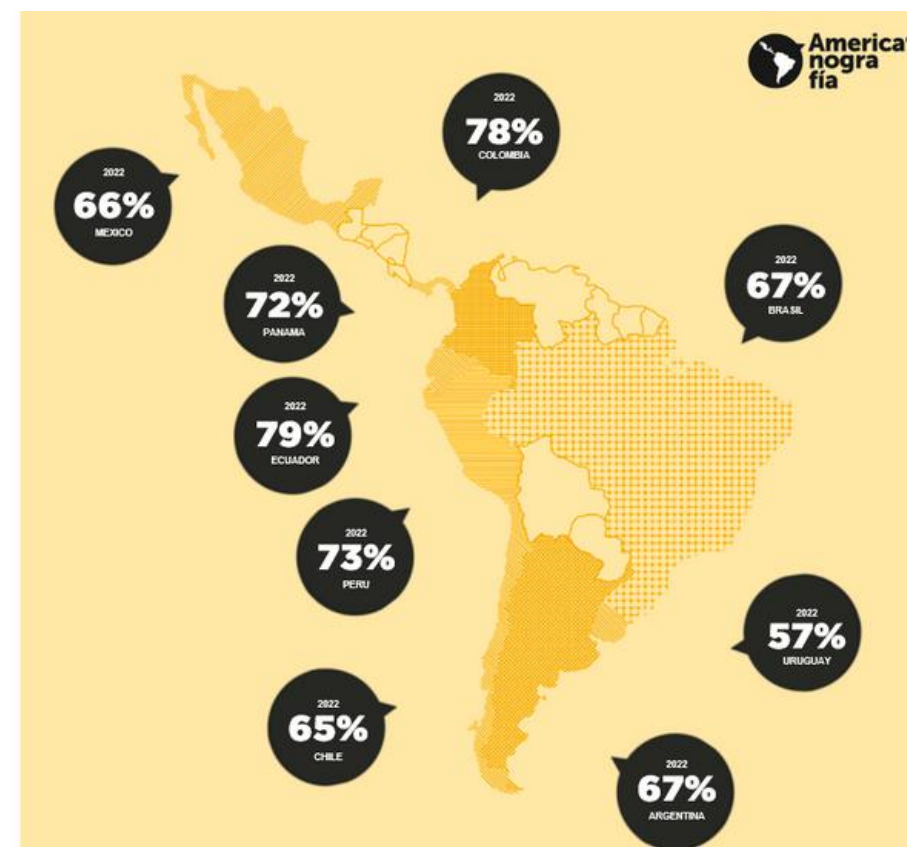 America
nogra
fía
2022
78%
COLOMBIA
2022
66%
MEXICO
2022
67%
BRASIL
2022
72%
PANAMA
2022
79%
ECUADOR
2022
73%
PERU
2022
57%
URUGUAY
2022
65%
CHILE
2022
67%
ARGENTINA